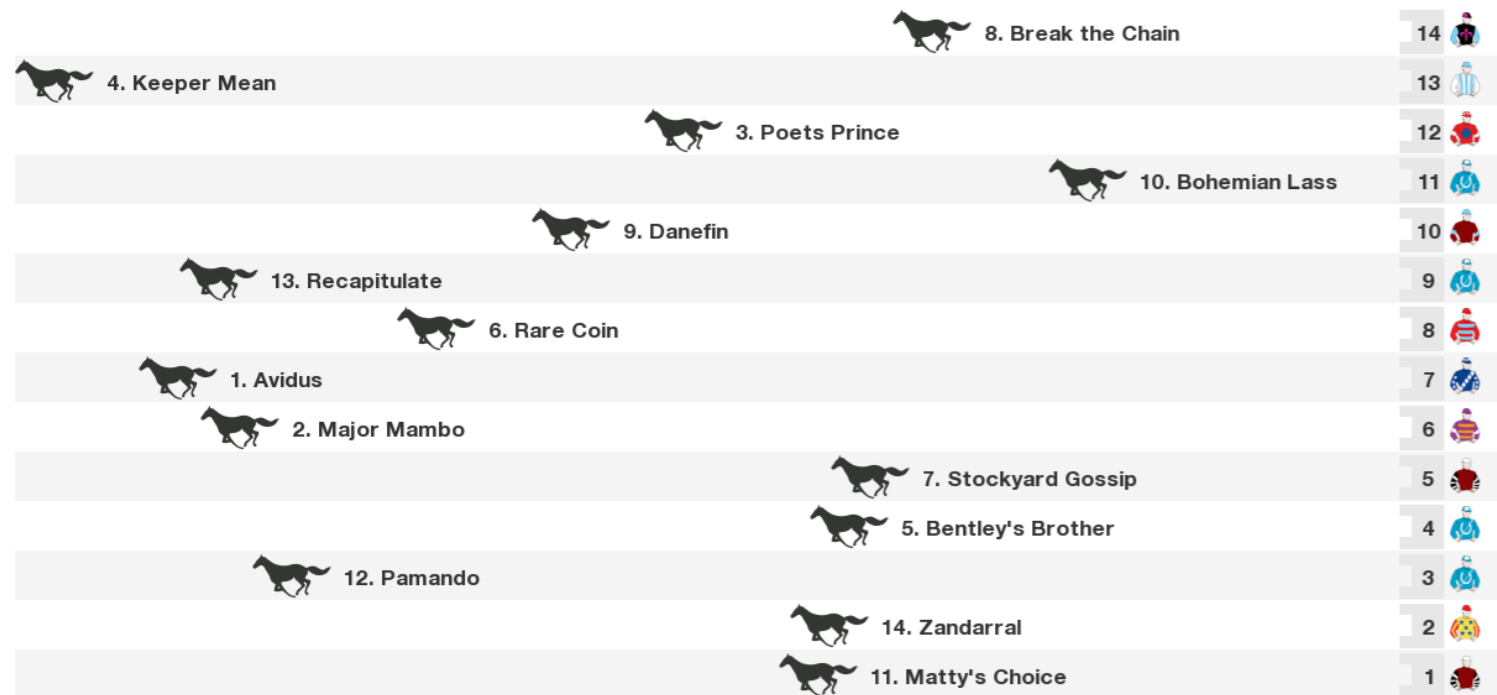 8. Break the Chain 14
4. Keeper Mean 13
3. Poets Prince 12
10. Bohemian Lass 11
9. Danefin 10
13. Recapitulate 9
6. Rare Coin 8
1. Avidus 7
2. Major Mambo 6
7. Stockyard Gossip 5
5. Bentley's Brother 4
12. Pamando 3
14. Zandarral 2
11. Matty's Choice 1